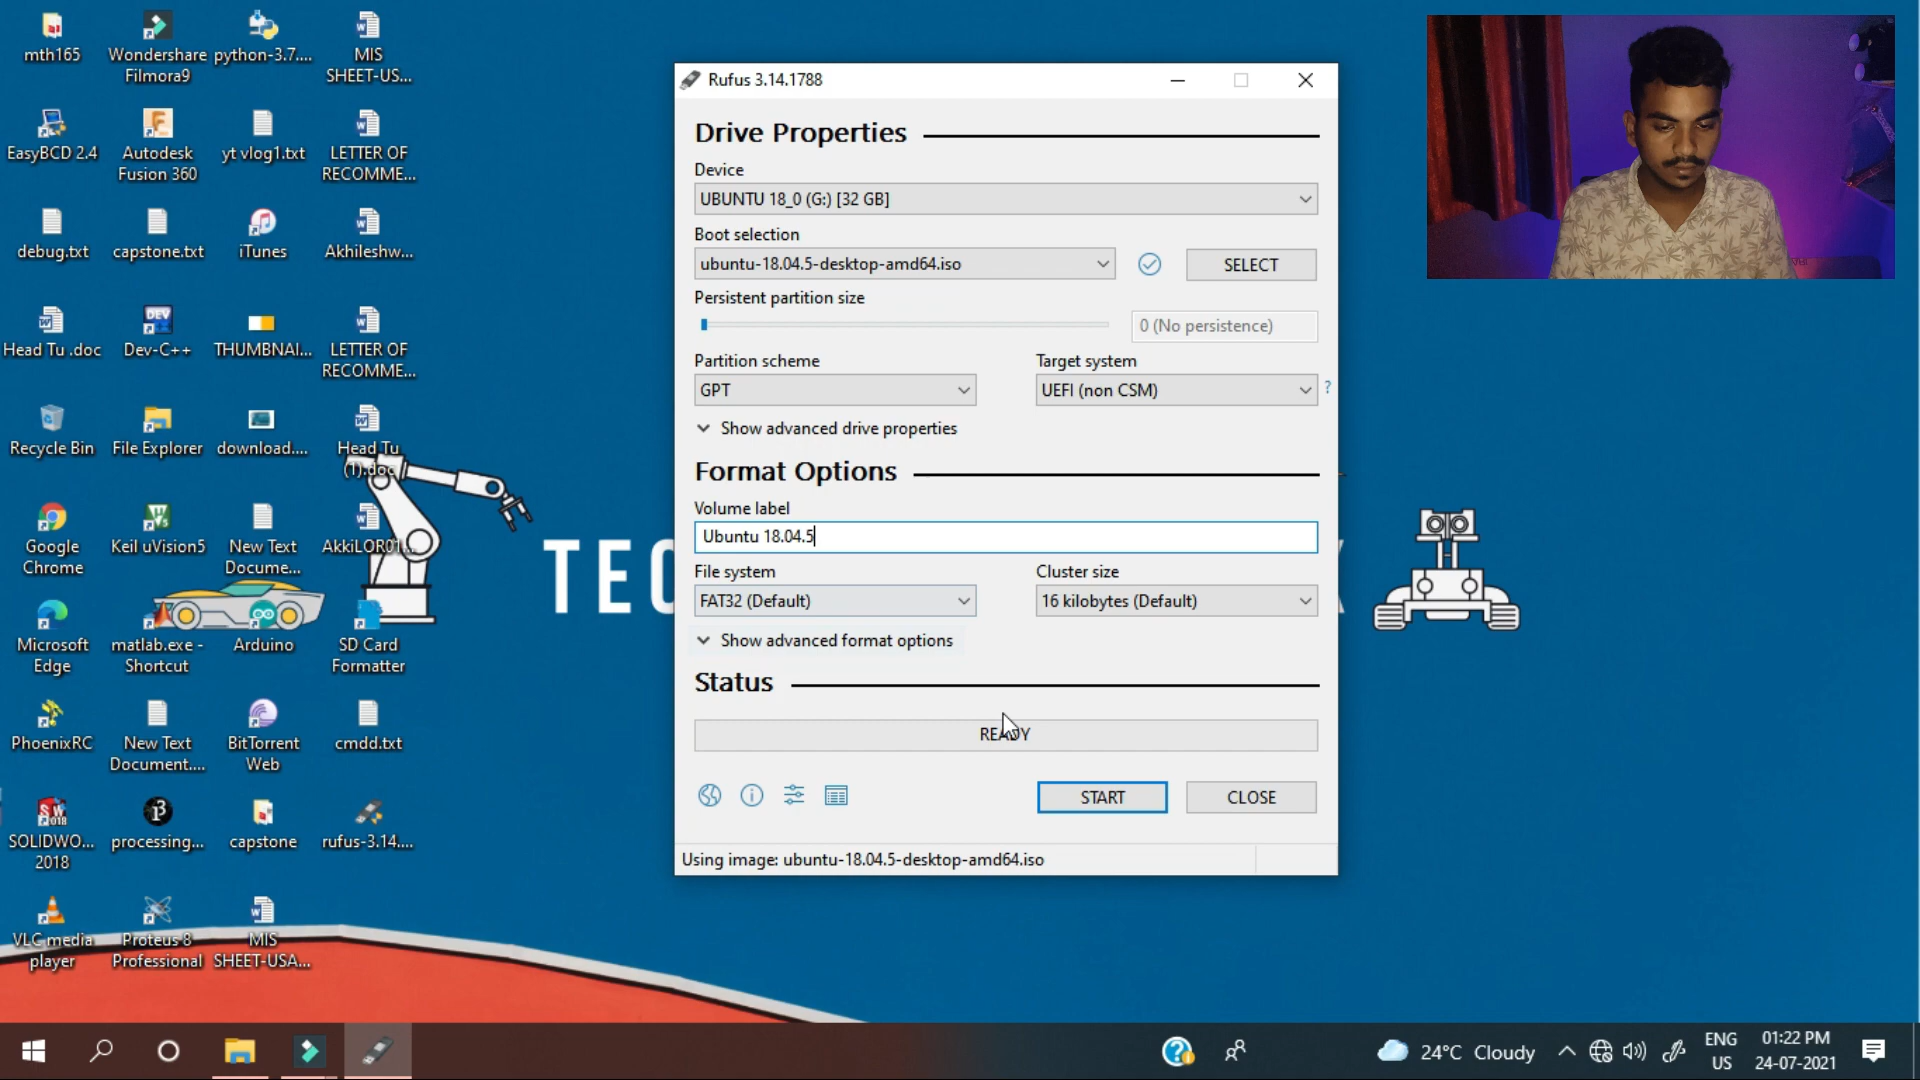 mth165
Wondershare
Filmora9
python-3.7....
MIS
SHEET-US...
EasyBCD 2.4
Autodesk
Fusion 360
yt vlog1.txt
LETTER OF
RECOMME...
debug.txt
capstone.txt
iTunes
Akhileshw...
Head Tu .doc
DEV
Dev-C++
THUMBNAI...
LETTER OF
RECOMME...
Recycle Bin
File Explorer
download....
Head Tu
(1).doc
Google
Chrome
Keil uVision5
New Text
Docume...
AkkiLOR01...
Microsoft
Edge
matlab.exe -
Shortcut
Arduino
SD Card
Formatter
PhoenixRC
New Text
Document....
BitTorrent
Web
cmdd.txt
SOLIDWO...
2018
processing...
capstone
rufus-3.14....
VLC media
player
Proteus 8
Professional
MIS
SHEET-USA...
TEC
Rufus 3.14.1788
Drive Properties
Device
UBUNTU 18_0 (G:) [32 GB]
Boot selection
ubuntu-18.04.5-desktop-amd64.iso
SELECT
Persistent partition size
0 (No persistence)
Partition scheme
Target system
GPT
UEFI (non CSM)
?
Show advanced drive properties
Format Options
Volume label
Ubuntu 18.04.5
File system
Cluster size
FAT32 (Default)
16 kilobytes (Default)
Show advanced format options
Status
READY
START
CLOSE
Using image: ubuntu-18.04.5-desktop-amd64.iso
24°C Cloudy
ENG
US
01:22 PM
24-07-2021